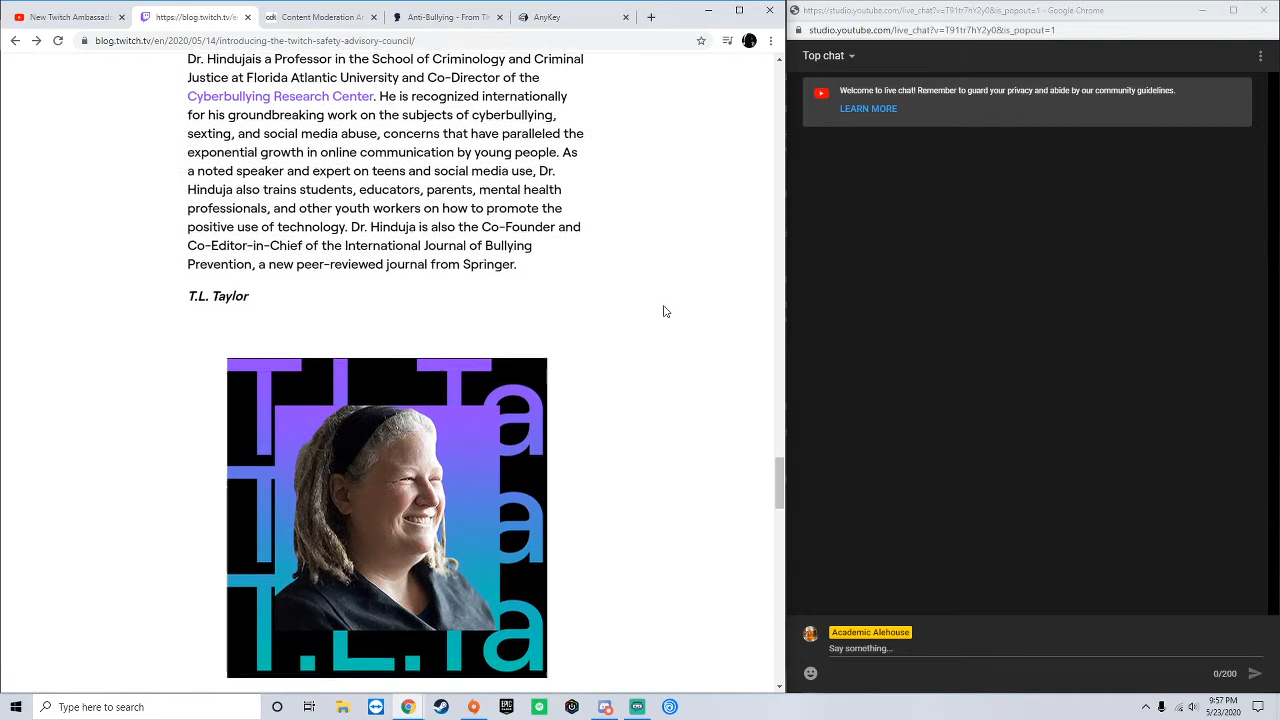 New Twitch Ambassad
https://blog.twitch.tv/en
Content Moderation Ar
Anti-Bullying - From Th
AnyKey
blog.twitch.tv/en/2020/05/14/introducing-the-twitch-safety-advisory-council/
Dr. Hindujais a Professor in the School of Criminology and Criminal
Justice at Florida Atlantic University and Co-Director of the
Cyberbullying Research Center. He is recognized internationally
for his groundbreaking work on the subjects of cyberbullying,
sexting, and social media abuse, concerns that have paralleled the
exponential growth in online communication by young people. As
a noted speaker and expert on teens and social media use, Dr.
Hinduja also trains students, educators, parents, mental health
professionals, and other youth workers on how to promote the
positive use of technology. Dr. Hinduja is also the Co-Founder and
Co-Editor-in-Chief of the International Journal of Bullying
Prevention, a new peer-reviewed journal from Springer.
T.L. Taylor
T.L.Ta
T.L.Ta
https://studio.youtube.com/live_chat?v=T91tr7hY2y0&is_popout=1 - Google Chrome
studio.youtube.com/live_chat?v=T91tr7hY2y0&is_popout=1
Top chat
Welcome to live chat! Remember to guard your privacy and abide by our community guidelines.
LEARN MORE
Academic Alehouse
Say something...
0/200
Type here to search
9:57 PM
5/23/2020